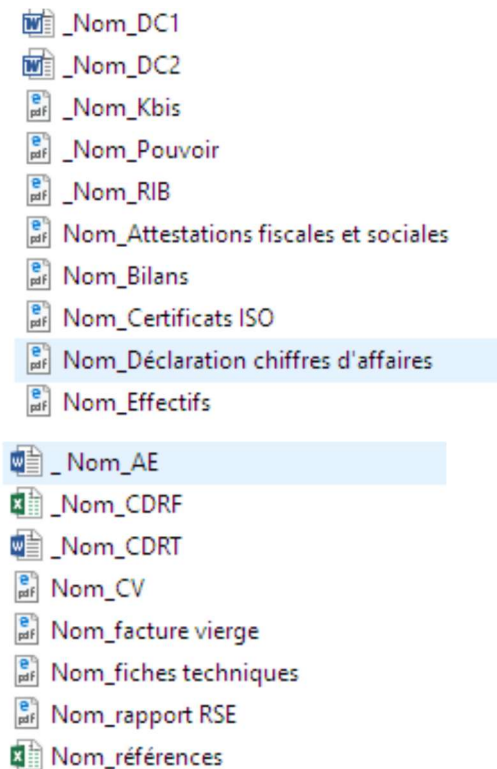 _Nom_DC1
_Nom_DC2
_Nom_Kbis
_Nom_Pouvoir
_Nom_RIB
Nom_Attestations fiscales et sociales
Nom_Bilans
Nom_Certificats ISO
Nom_Déclaration chiffres d'affaires
Nom_Effectifs
_ Nom_AE
_Nom_CDRF
_Nom_CDRT
Nom_CV
Nom_facture vierge
Nom_fiches techniques
Nom_rapport RSE
Nom_références